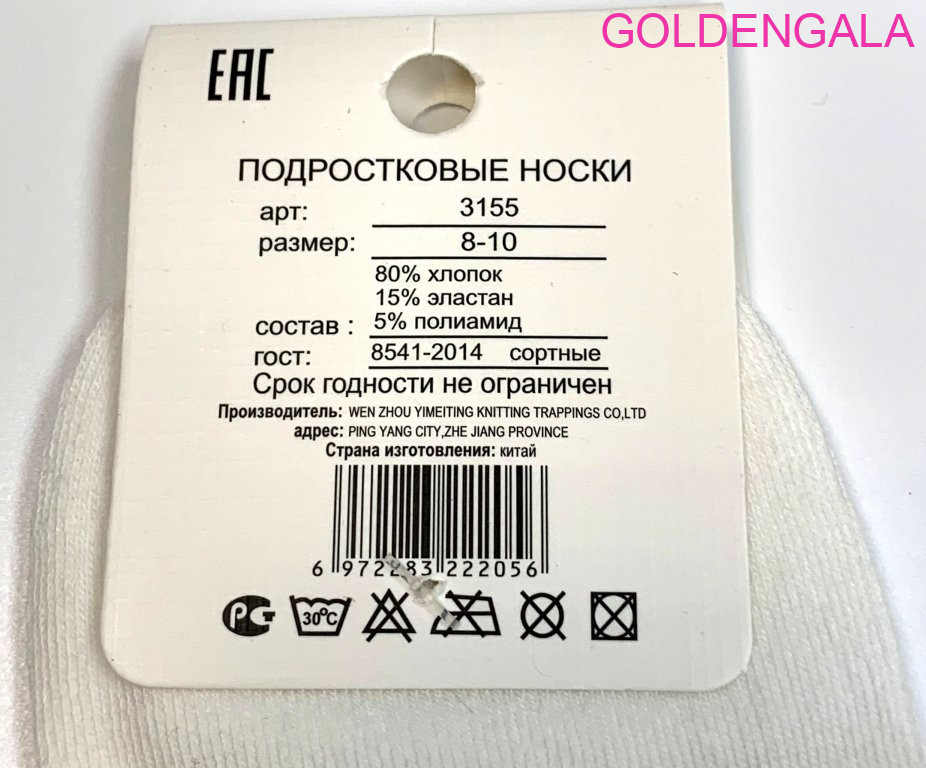 GOLDENGALA
EAC
ПОДРОСТКОВЫЕ НОСКИ
арт: 3155
размер: 8-10
80% хлопок
15% эластан
состав : 5% полиамид
гост: 8541-2014 сортные
Срок годности не ограничен
Производитель: WEN ZHOU YIMEITING KNITTING TRAPPINGS CO,LTD
адрес: PING YANG CITY,ZHE JIANG PROVINCE
Страна изготовления: китай
6 972283 222056
РСТ 30°C